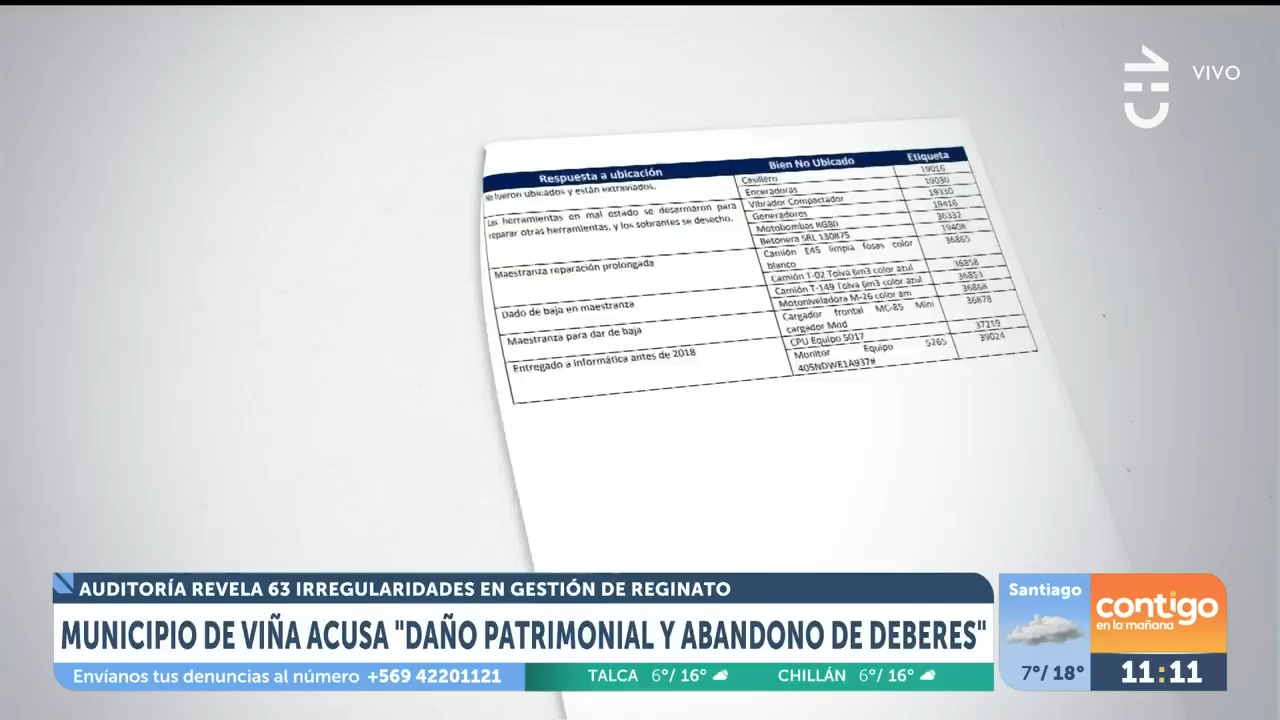 CHV
VIVO
Respuesta a ubicación
Bien No Ubicado
Etiqueta
No fueron ubicados y están extraviados.
Casillero
19016
Enceradoras
19030
Las herramientas en mal estado se desarmaron para
reparar otras herramientas, y los sobrantes se desecho.
Vibrador Compactador
19330
Generadores
19416
Motobombas RG80
36332
Betonera SRL 130875
19408
Maestranza reparación prolongada
Camión E45 limpia fosas color
blanco
36865
Camión T-02 Tolva 6m3 color azul
36858
Dado de baja en maestranza
Camión T-149 Tolva 6m3 color azul
36853
Motoniveladora M-26 color am
36868
Maestranza para dar de baja
Cargador frontal MC-85 Mini
cargador Mod
36878
Entregado a informática antes de 2018
CPU Equipo 5017
37219
Monitor Equipo 5265
405NDWE1A937#
39024
AUDITORÍA REVELA 63 IRREGULARIDADES EN GESTIÓN DE REGINATO
MUNICIPIO DE VIÑA ACUSA "DAÑO PATRIMONIAL Y ABANDONO DE DEBERES"
Envíanos tus denuncias al número +569 42201121
TALCA 6°/ 16°
CHILLÁN 6°/ 16°
Santiago
7°/ 18°
contigo
en la mañana
11:11